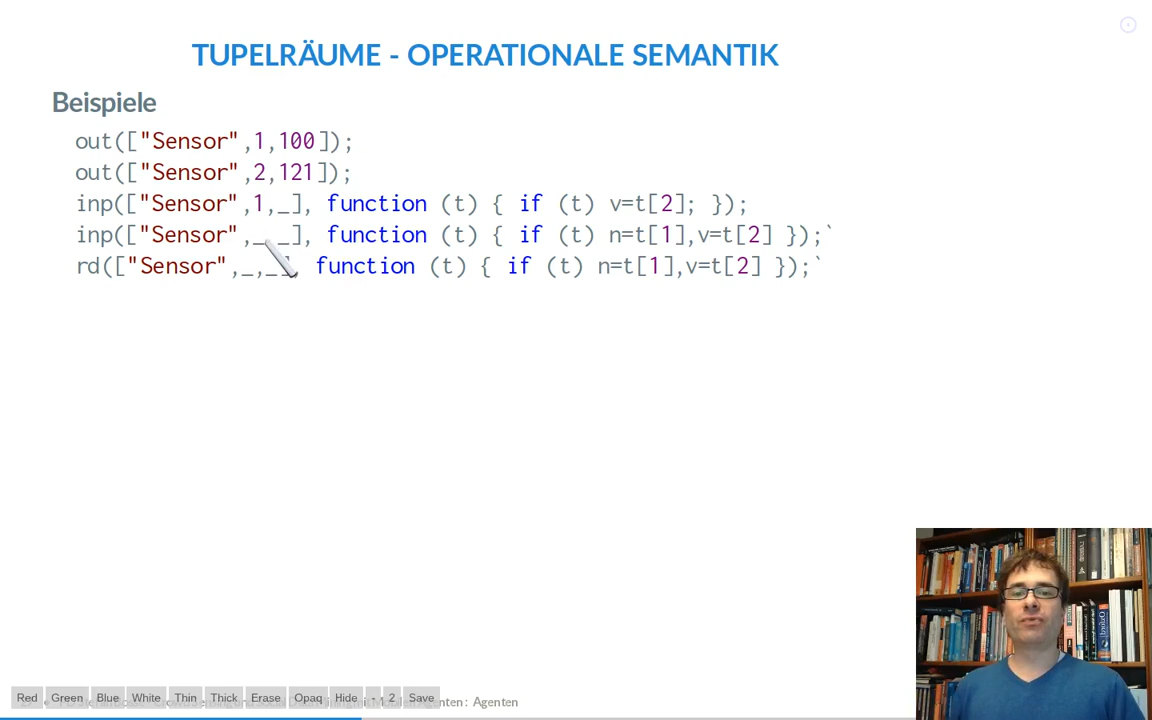 TUPELRÄUME - OPERATIONALE SEMANTIK
Beispiele
out(["Sensor",1,100]);
out(["Sensor",2,121]);
inp(["Sensor",1,_], function (t) { if (t) v=t[2]; });
inp(["Sensor",_,_], function (t) { if (t) n=t[1],v=t[2] });`
rd(["Sensor",_,_], function (t) { if (t) n=t[1],v=t[2] });`
Red Green Blue White Thin Thick Erase Opaq Hide - 2 Save : Agenten